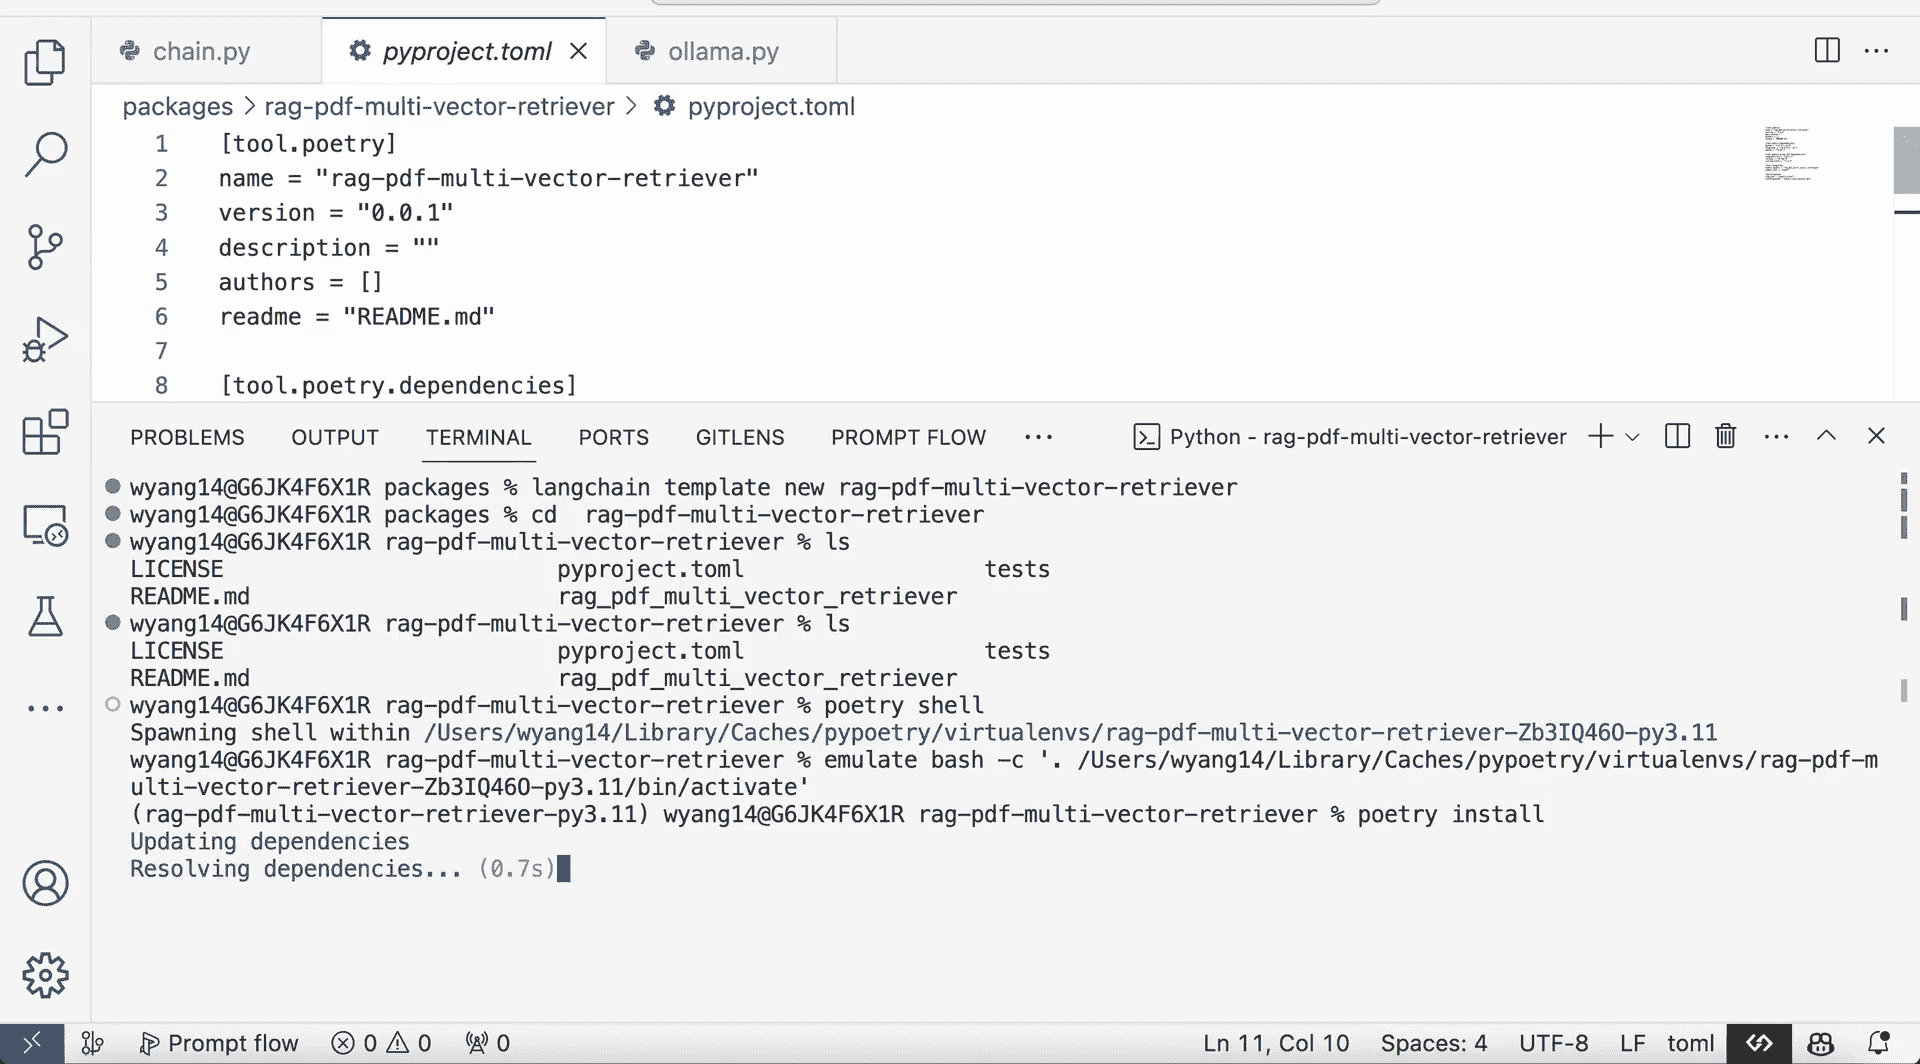 chain.py pyproject.toml ollama.py
packages > rag-pdf-multi-vector-retriever > pyproject.toml
1 [tool.poetry]
2 name = "rag-pdf-multi-vector-retriever"
3 version = "0.0.1"
4 description = ""
5 authors = []
6 readme = "README.md"
7
8 [tool.poetry.dependencies]
PROBLEMS OUTPUT TERMINAL PORTS GITLENS PROMPT FLOW ... Python - rag-pdf-multi-vector-retriever
wyang14@G6JK4F6X1R packages % langchain template new rag-pdf-multi-vector-retriever
wyang14@G6JK4F6X1R packages % cd  rag-pdf-multi-vector-retriever
wyang14@G6JK4F6X1R rag-pdf-multi-vector-retriever % ls
LICENSE pyproject.toml tests
README.md rag_pdf_multi_vector_retriever
wyang14@G6JK4F6X1R rag-pdf-multi-vector-retriever % ls
LICENSE pyproject.toml tests
README.md rag_pdf_multi_vector_retriever
wyang14@G6JK4F6X1R rag-pdf-multi-vector-retriever % poetry shell
Spawning shell within /Users/wyang14/Library/Caches/pypoetry/virtualenvs/rag-pdf-multi-vector-retriever-Zb3IQ46O-py3.11
wyang14@G6JK4F6X1R rag-pdf-multi-vector-retriever % emulate bash -c '. /Users/wyang14/Library/Caches/pypoetry/virtualenvs/rag-pdf-m
ulti-vector-retriever-Zb3IQ46O-py3.11/bin/activate'
(rag-pdf-multi-vector-retriever-py3.11) wyang14@G6JK4F6X1R rag-pdf-multi-vector-retriever % poetry install
Updating dependencies
Resolving dependencies... (0.7s)
Prompt flow 0 0 0 Ln 11, Col 10 Spaces: 4 UTF-8 LF toml